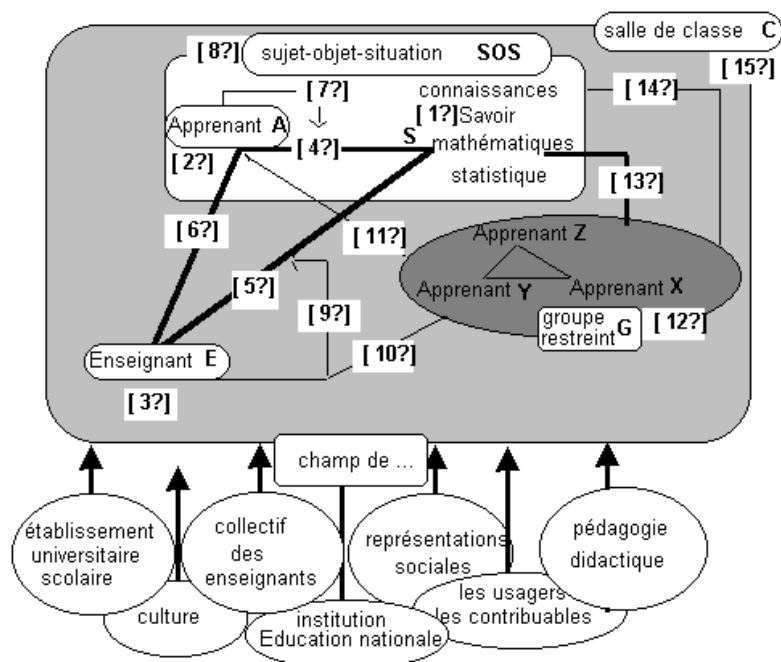 salle de classe C
[ 15?]
[ 8?] sujet-objet-situation SOS
[ 7?]
connaissances
[ 14?]
[ 1?] Savoir
Apprenant A
S
[ 4?]
mathématiques
[ 2?]
statistique
[ 13?]
[ 6?]
[ 11?]
Apprenant Z
[ 5?]
Apprenant Y
Apprenant X
[ 9?]
groupe
restreint G
[ 12?]
[ 10?]
Enseignant E
[ 3?]
champ de ...
établissement
universitaire
scolaire
culture
collectif
des
enseignants
institution
Education nationale
représentations
sociales
les usagers
les contribuables
pédagogie
didactique